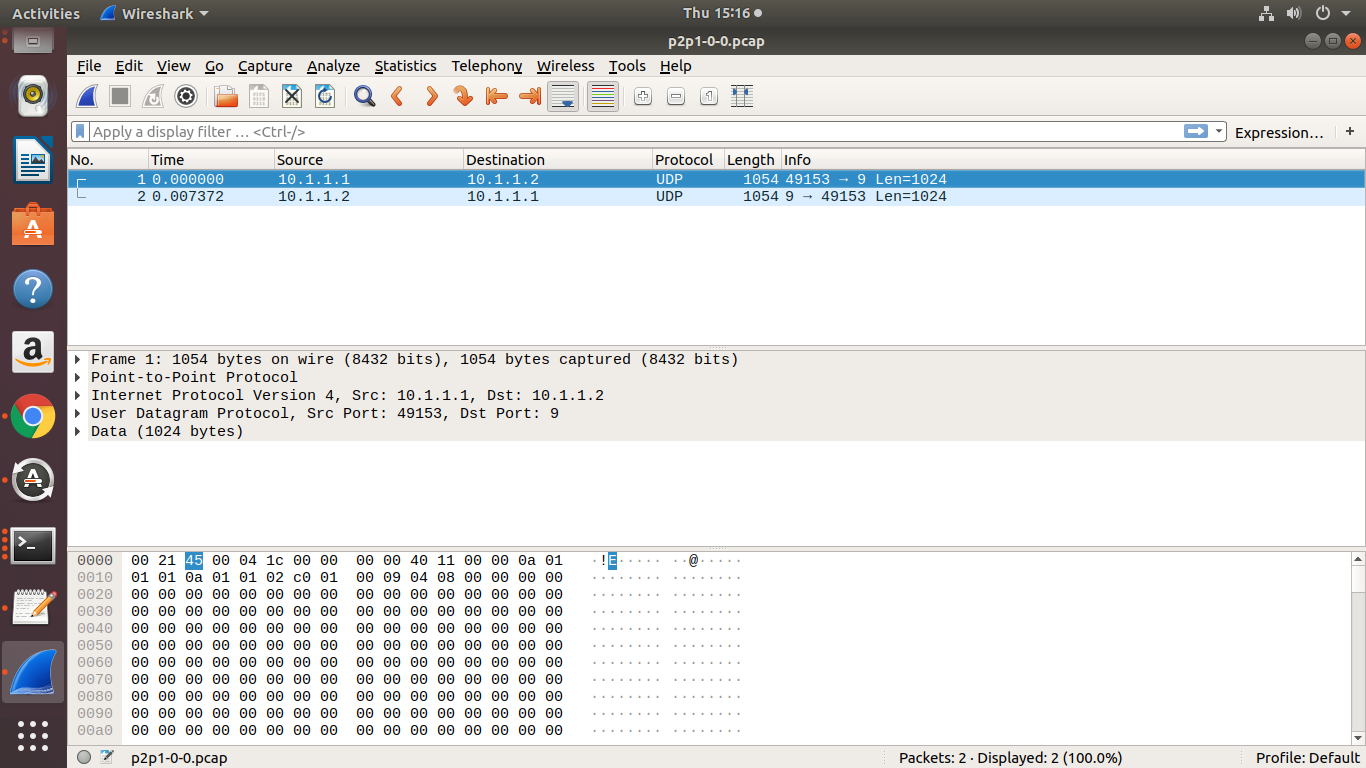 Activities Wireshark Thu 15:16
p2p1-0-0.pcap
File Edit View Go Capture Analyze Statistics Telephony Wireless Tools Help
Apply a display filter … <Ctrl-/> Expression… +
No. Time Source Destination Protocol Length Info
1 0.000000 10.1.1.1 10.1.1.2 UDP 1054 49153 → 9 Len=1024
2 0.007372 10.1.1.2 10.1.1.1 UDP 1054 9 → 49153 Len=1024
Frame 1: 1054 bytes on wire (8432 bits), 1054 bytes captured (8432 bits)
Point-to-Point Protocol
Internet Protocol Version 4, Src: 10.1.1.1, Dst: 10.1.1.2
User Datagram Protocol, Src Port: 49153, Dst Port: 9
Data (1024 bytes)
0000 00 21 45 00 04 1c 00 00 00 00 40 11 00 00 0a 01 ·!E····· ··@·····
0010 01 01 0a 01 01 02 c0 01 00 09 04 08 00 00 00 00 ········ ········
0020 00 00 00 00 00 00 00 00 00 00 00 00 00 00 00 00 ········ ········
0030 00 00 00 00 00 00 00 00 00 00 00 00 00 00 00 00 ········ ········
0040 00 00 00 00 00 00 00 00 00 00 00 00 00 00 00 00 ········ ········
0050 00 00 00 00 00 00 00 00 00 00 00 00 00 00 00 00 ········ ········
0060 00 00 00 00 00 00 00 00 00 00 00 00 00 00 00 00 ········ ········
0070 00 00 00 00 00 00 00 00 00 00 00 00 00 00 00 00 ········ ········
0080 00 00 00 00 00 00 00 00 00 00 00 00 00 00 00 00 ········ ········
0090 00 00 00 00 00 00 00 00 00 00 00 00 00 00 00 00 ········ ········
00a0 00 00 00 00 00 00 00 00 00 00 00 00 00 00 00 00 ········ ········
p2p1-0-0.pcap Packets: 2 · Displayed: 2 (100.0%) Profile: Default